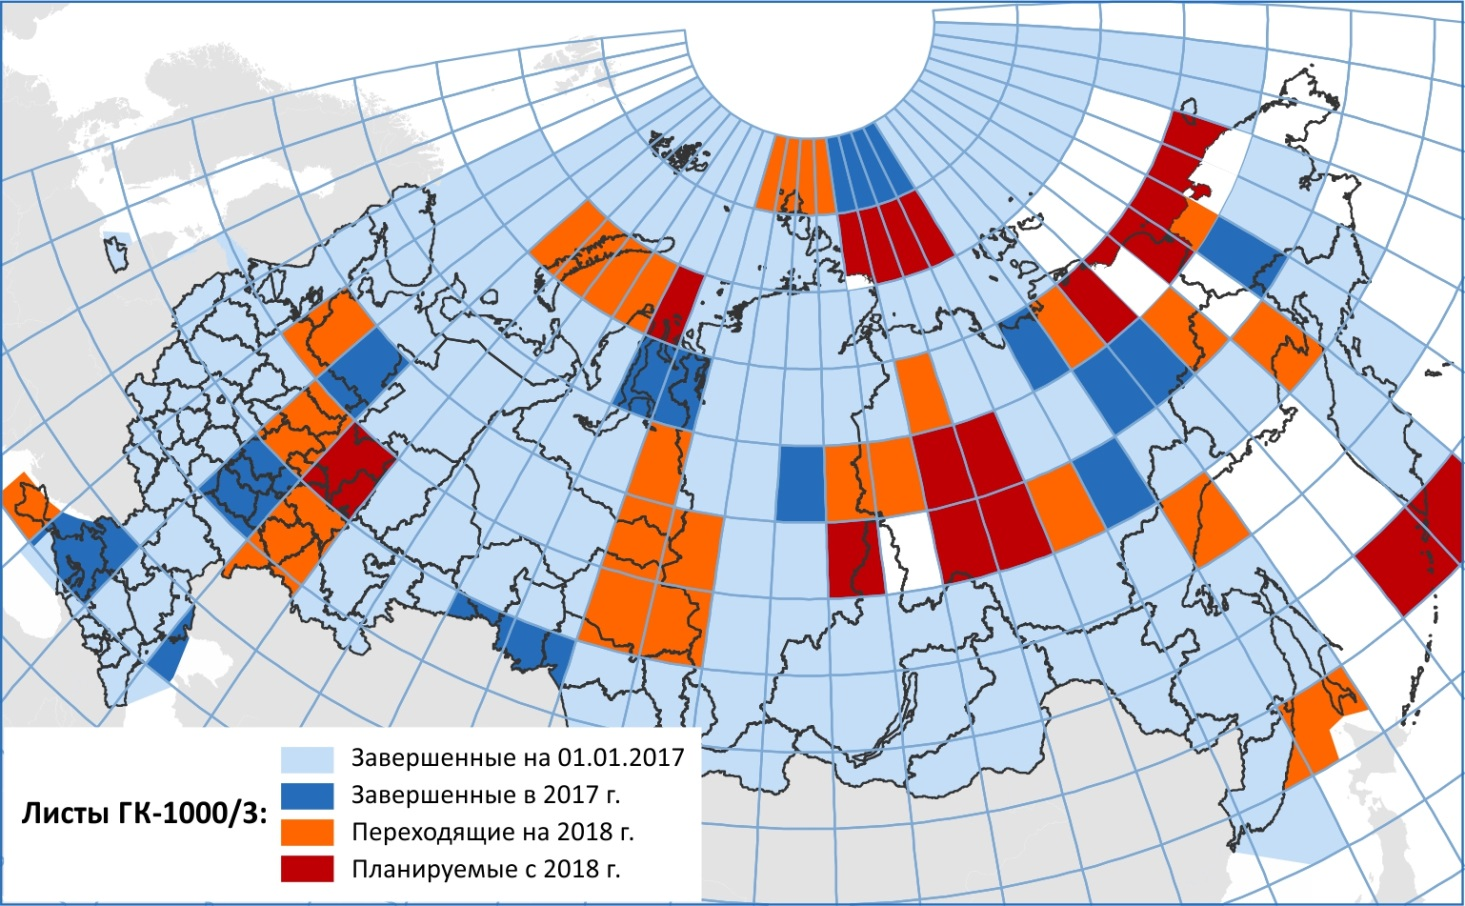 Листы ГК-1000/3:
Завершенные на 01.01.2017
Завершенные в 2017 г.
Переходящие на 2018 г.
Планируемые с 2018 г.